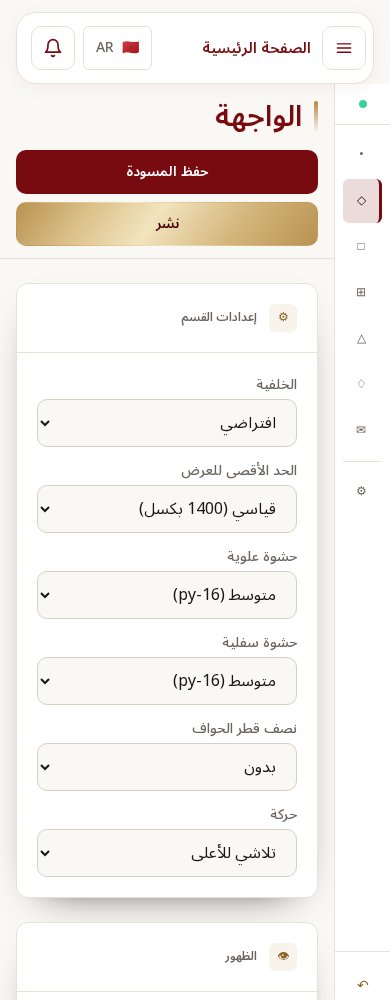 الصفحة الرئيسية
AR
الواجهة
حفظ المسودة
نشر
إعدادات القسم
الخلفية
افتراضي
الحد الأقصى للعرض
قياسي (1400 بكسل)
حشوة علوية
متوسط (py-16)
حشوة سفلية
متوسط (py-16)
نصف قطر الحواف
بدون
حركة
تلاشي للأعلى
الظهور